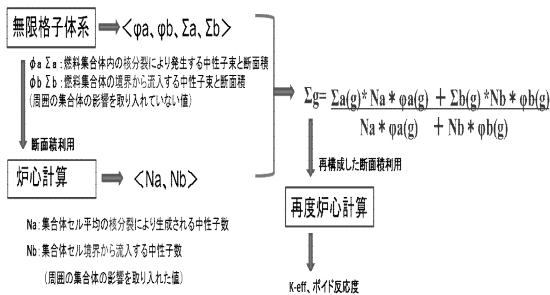 無限格子体系
＜φa、φb、Σa、Σb＞
φa Σa：燃料集合体内の核分裂により発生する中性子束と断面積
φb Σb：燃料集合体の境界から流入する中性子束と断面積
(周囲の集合体の影響を取り入れていない値)
断面積利用
炉心計算
＜Na、Nb＞
Na：集合体セル平均の核分裂により生成される中性子数
Nb：集合体セル境界から流入する中性子数
(周囲の集合体の影響を取り入れた値)
Σg= Σa(g)* Na＊φa(g) ＋Σb(g) *Nb＊φb(g)
Na＊φa(g) ＋Nb＊φb(g)
再構成した断面積利用
再度炉心計算
K-eff、ボイド反応度